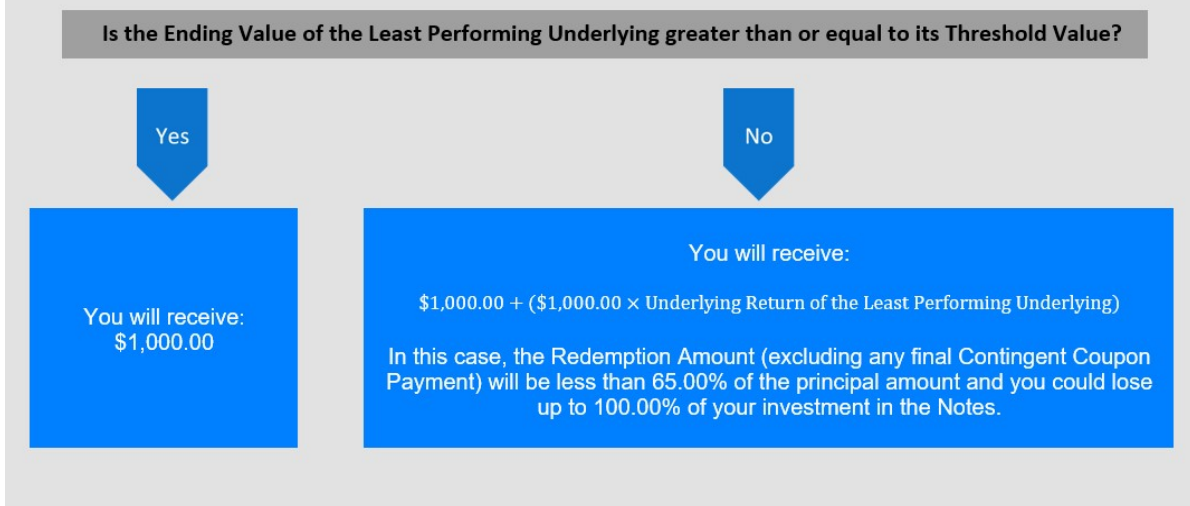 Is the Ending Value of the Least Performing Underlying greater than or equal to its Threshold Value?
Yes
No
You will receive:
$1,000.00
You will receive:
$1,000.00 + ($1,000.00 × Underlying Return of the Least Performing Underlying)
In this case, the Redemption Amount (excluding any final Contingent Coupon
Payment) will be less than 65.00% of the principal amount and you could lose
up to 100.00% of your investment in the Notes.